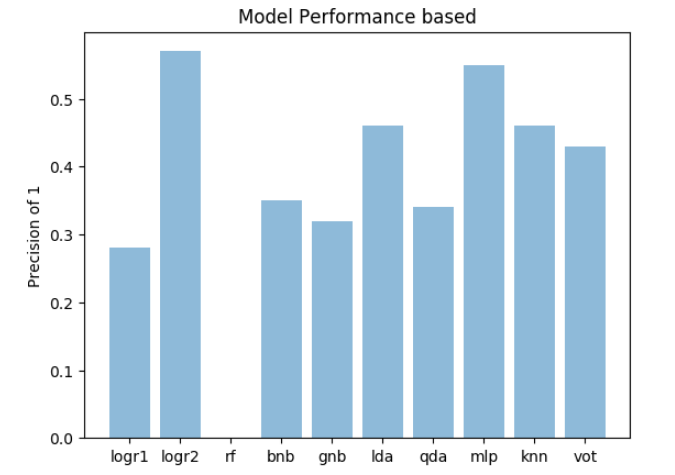 Model Performance based
Precision of 1
0.5
0.4
0.3
0.2
0.1
0.0
logr1 logr2 rf bnb gnb lda qda mlp knn vot